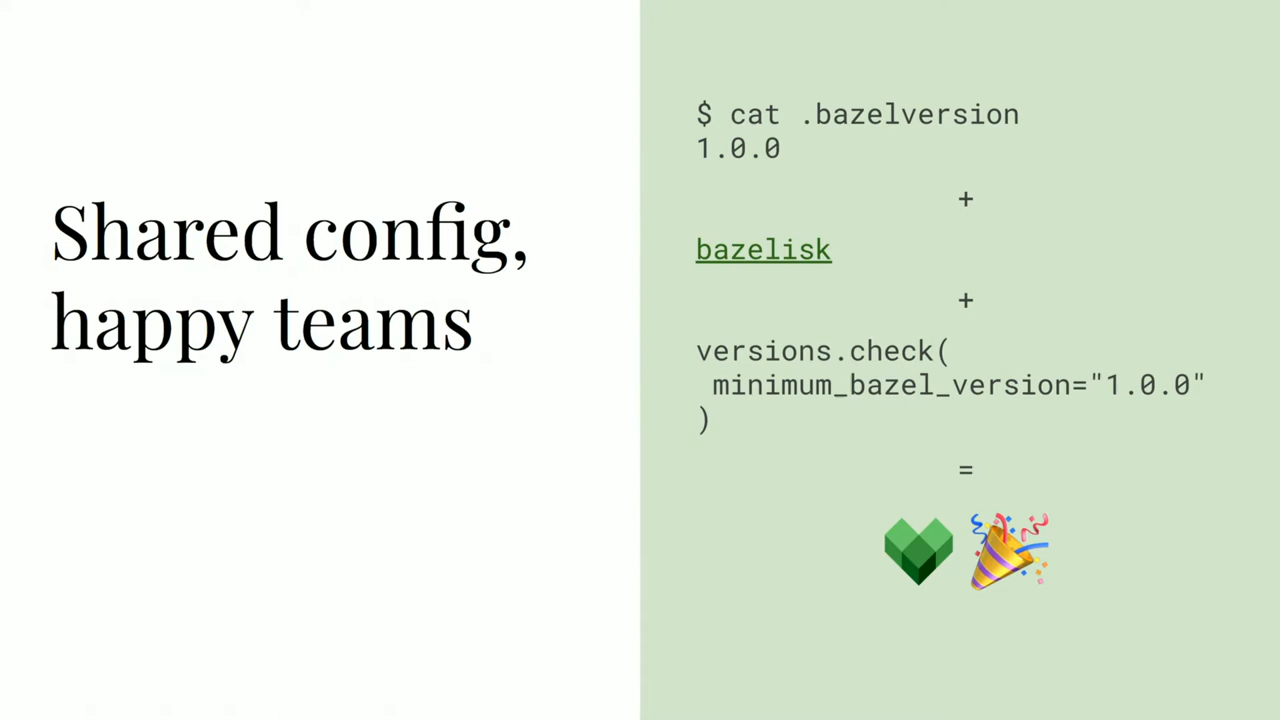 Shared config,
happy teams
$ cat .bazelversion
1.0.0
+
bazelisk
+
versions.check(
 minimum_bazel_version="1.0.0"
)
=